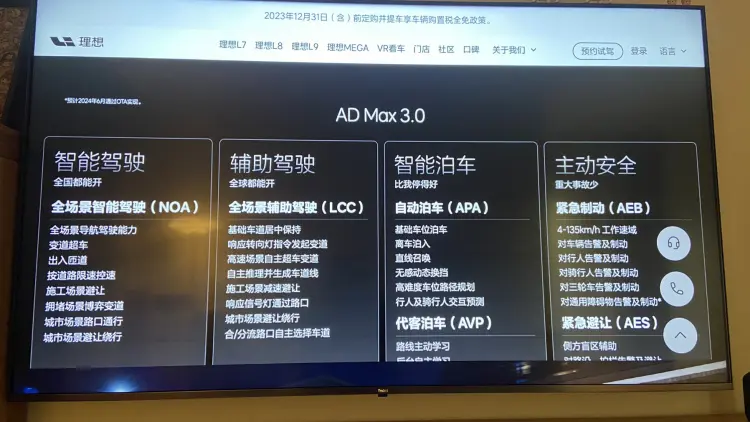 2023年12月31日（含）前定购并提车享车辆购置税全免政策。
理想
理想L7 理想L8 理想L9 理想MEGA VR看车 门店 社区 口碑 关于我们 预约试驾 登录 语言
*预计2024年6月通过OTA实现。
AD Max 3.0
智能驾驶
全国都能开
全场景智能驾驶（NOA）
全场景导航驾驶能力
变道超车
出入匝道
按道路限速控速
施工场景避让
拥堵场景博弈变道
城市场景路口通行
城市场景避让绕行
辅助驾驶
全球都能开
全场景辅助驾驶（LCC）
基础车道居中保持
响应转向灯指令发起变道
高速场景自主超车变道
自主推理并生成车道线
施工场景减速避让
响应信号灯通过路口
城市场景避让绕行
合/分流路口自主选择车道
智能泊车
比我停得好
自动泊车（APA）
基础车位泊车
离车泊入
直线召唤
无感动态换挡
高难度车位路径规划
行人及骑行人交互预测
代客泊车（AVP）
路线主动学习
后台自主学习
主动安全
重大事故少
紧急制动（AEB）
4-135km/h 工作速域
对车辆告警及制动
对行人告警及制动
对骑行人告警及制动
对三轮车告警及制动
对通用障碍物告警及制动*
紧急避让（AES）
侧方盲区辅助
对路沿、护栏告警及避让